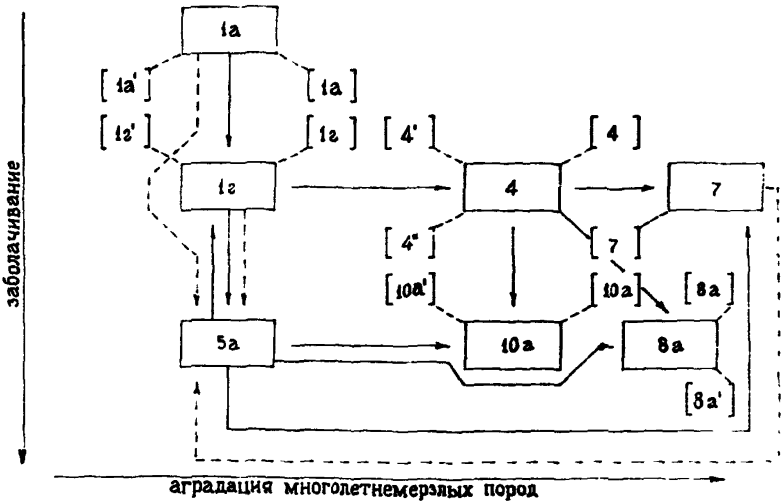 1а
[1а'] [1а]
[1г'] [1г] [4'] [4]
1г 4 7
[4"] [7]
[10а'] [10а] [8а]
5а 10а 8а
[8а']
заболачивание
аградация многолетнемерзлых пород